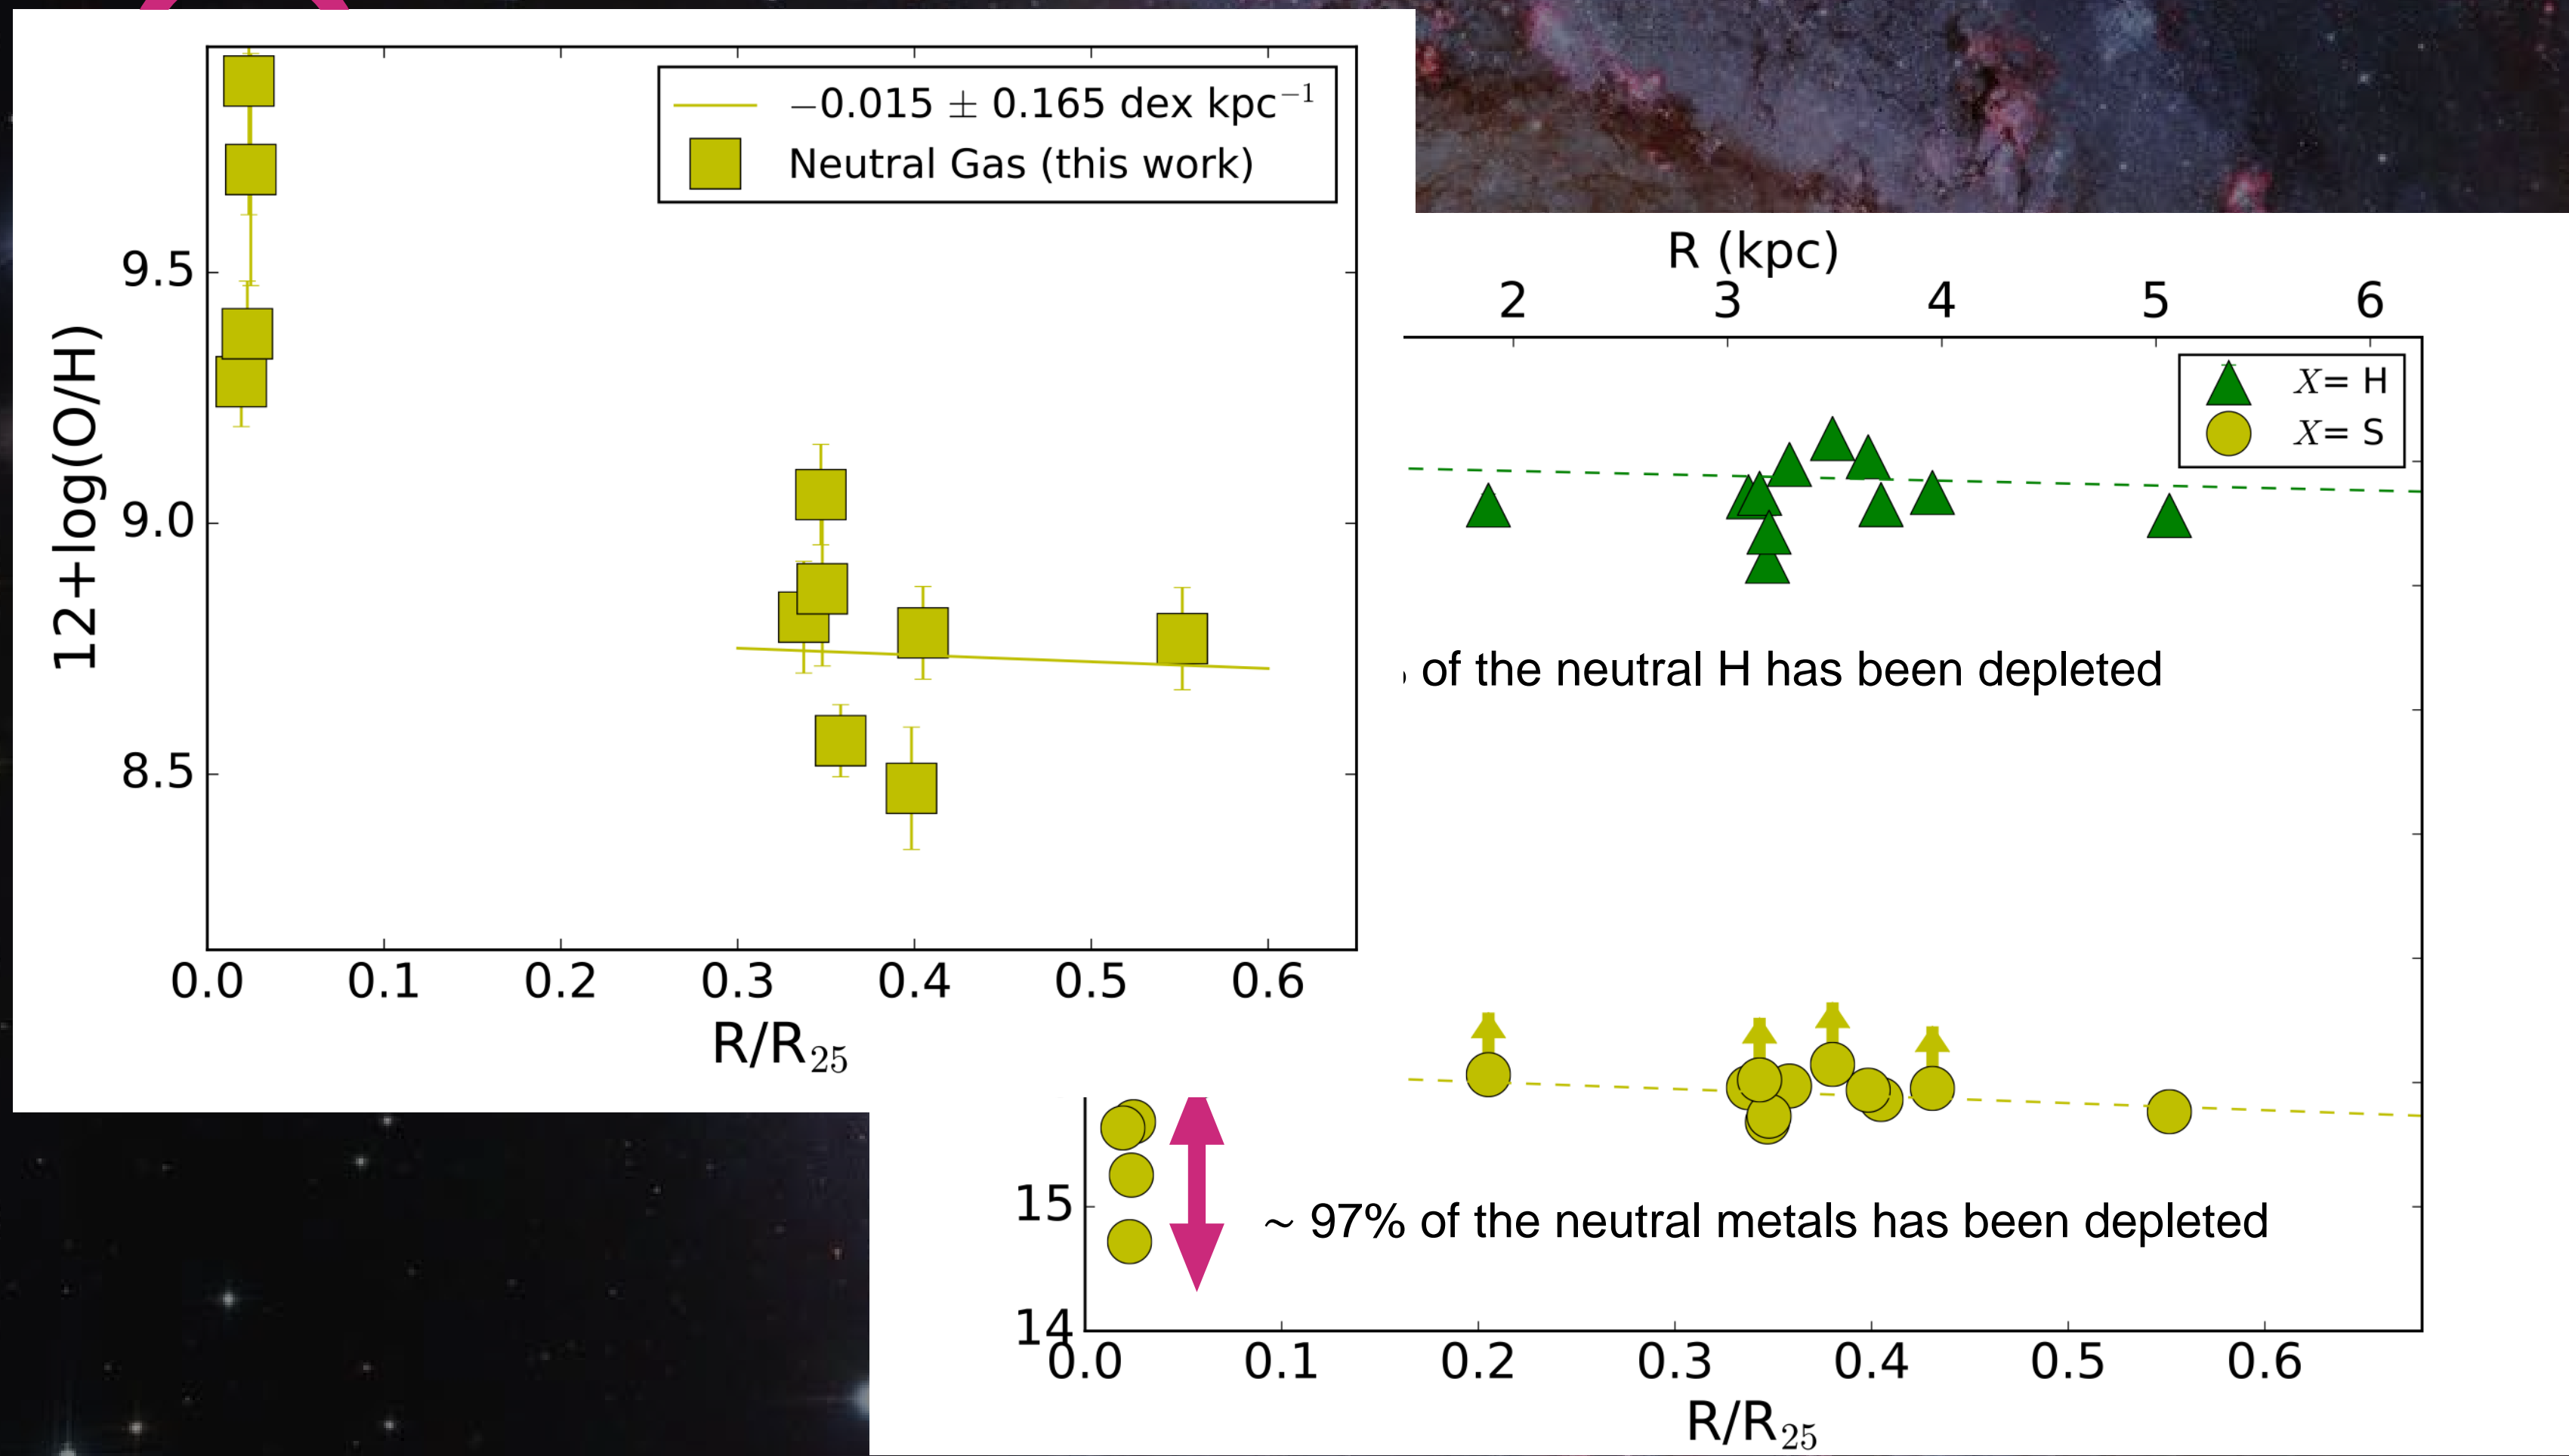 −0.015 ± 0.165 dex kpc⁻¹
Neutral Gas (this work)
12+log(O/H)
9.5
9.0
8.5
0.0 0.1 0.2 0.3 0.4 0.5 0.6
R/R₂₅
R (kpc)
2 3 4 5 6
X= H
X= S
of the neutral H has been depleted
~ 97% of the neutral metals has been depleted
15
14
0.0 0.1 0.2 0.3 0.4 0.5 0.6
R/R₂₅